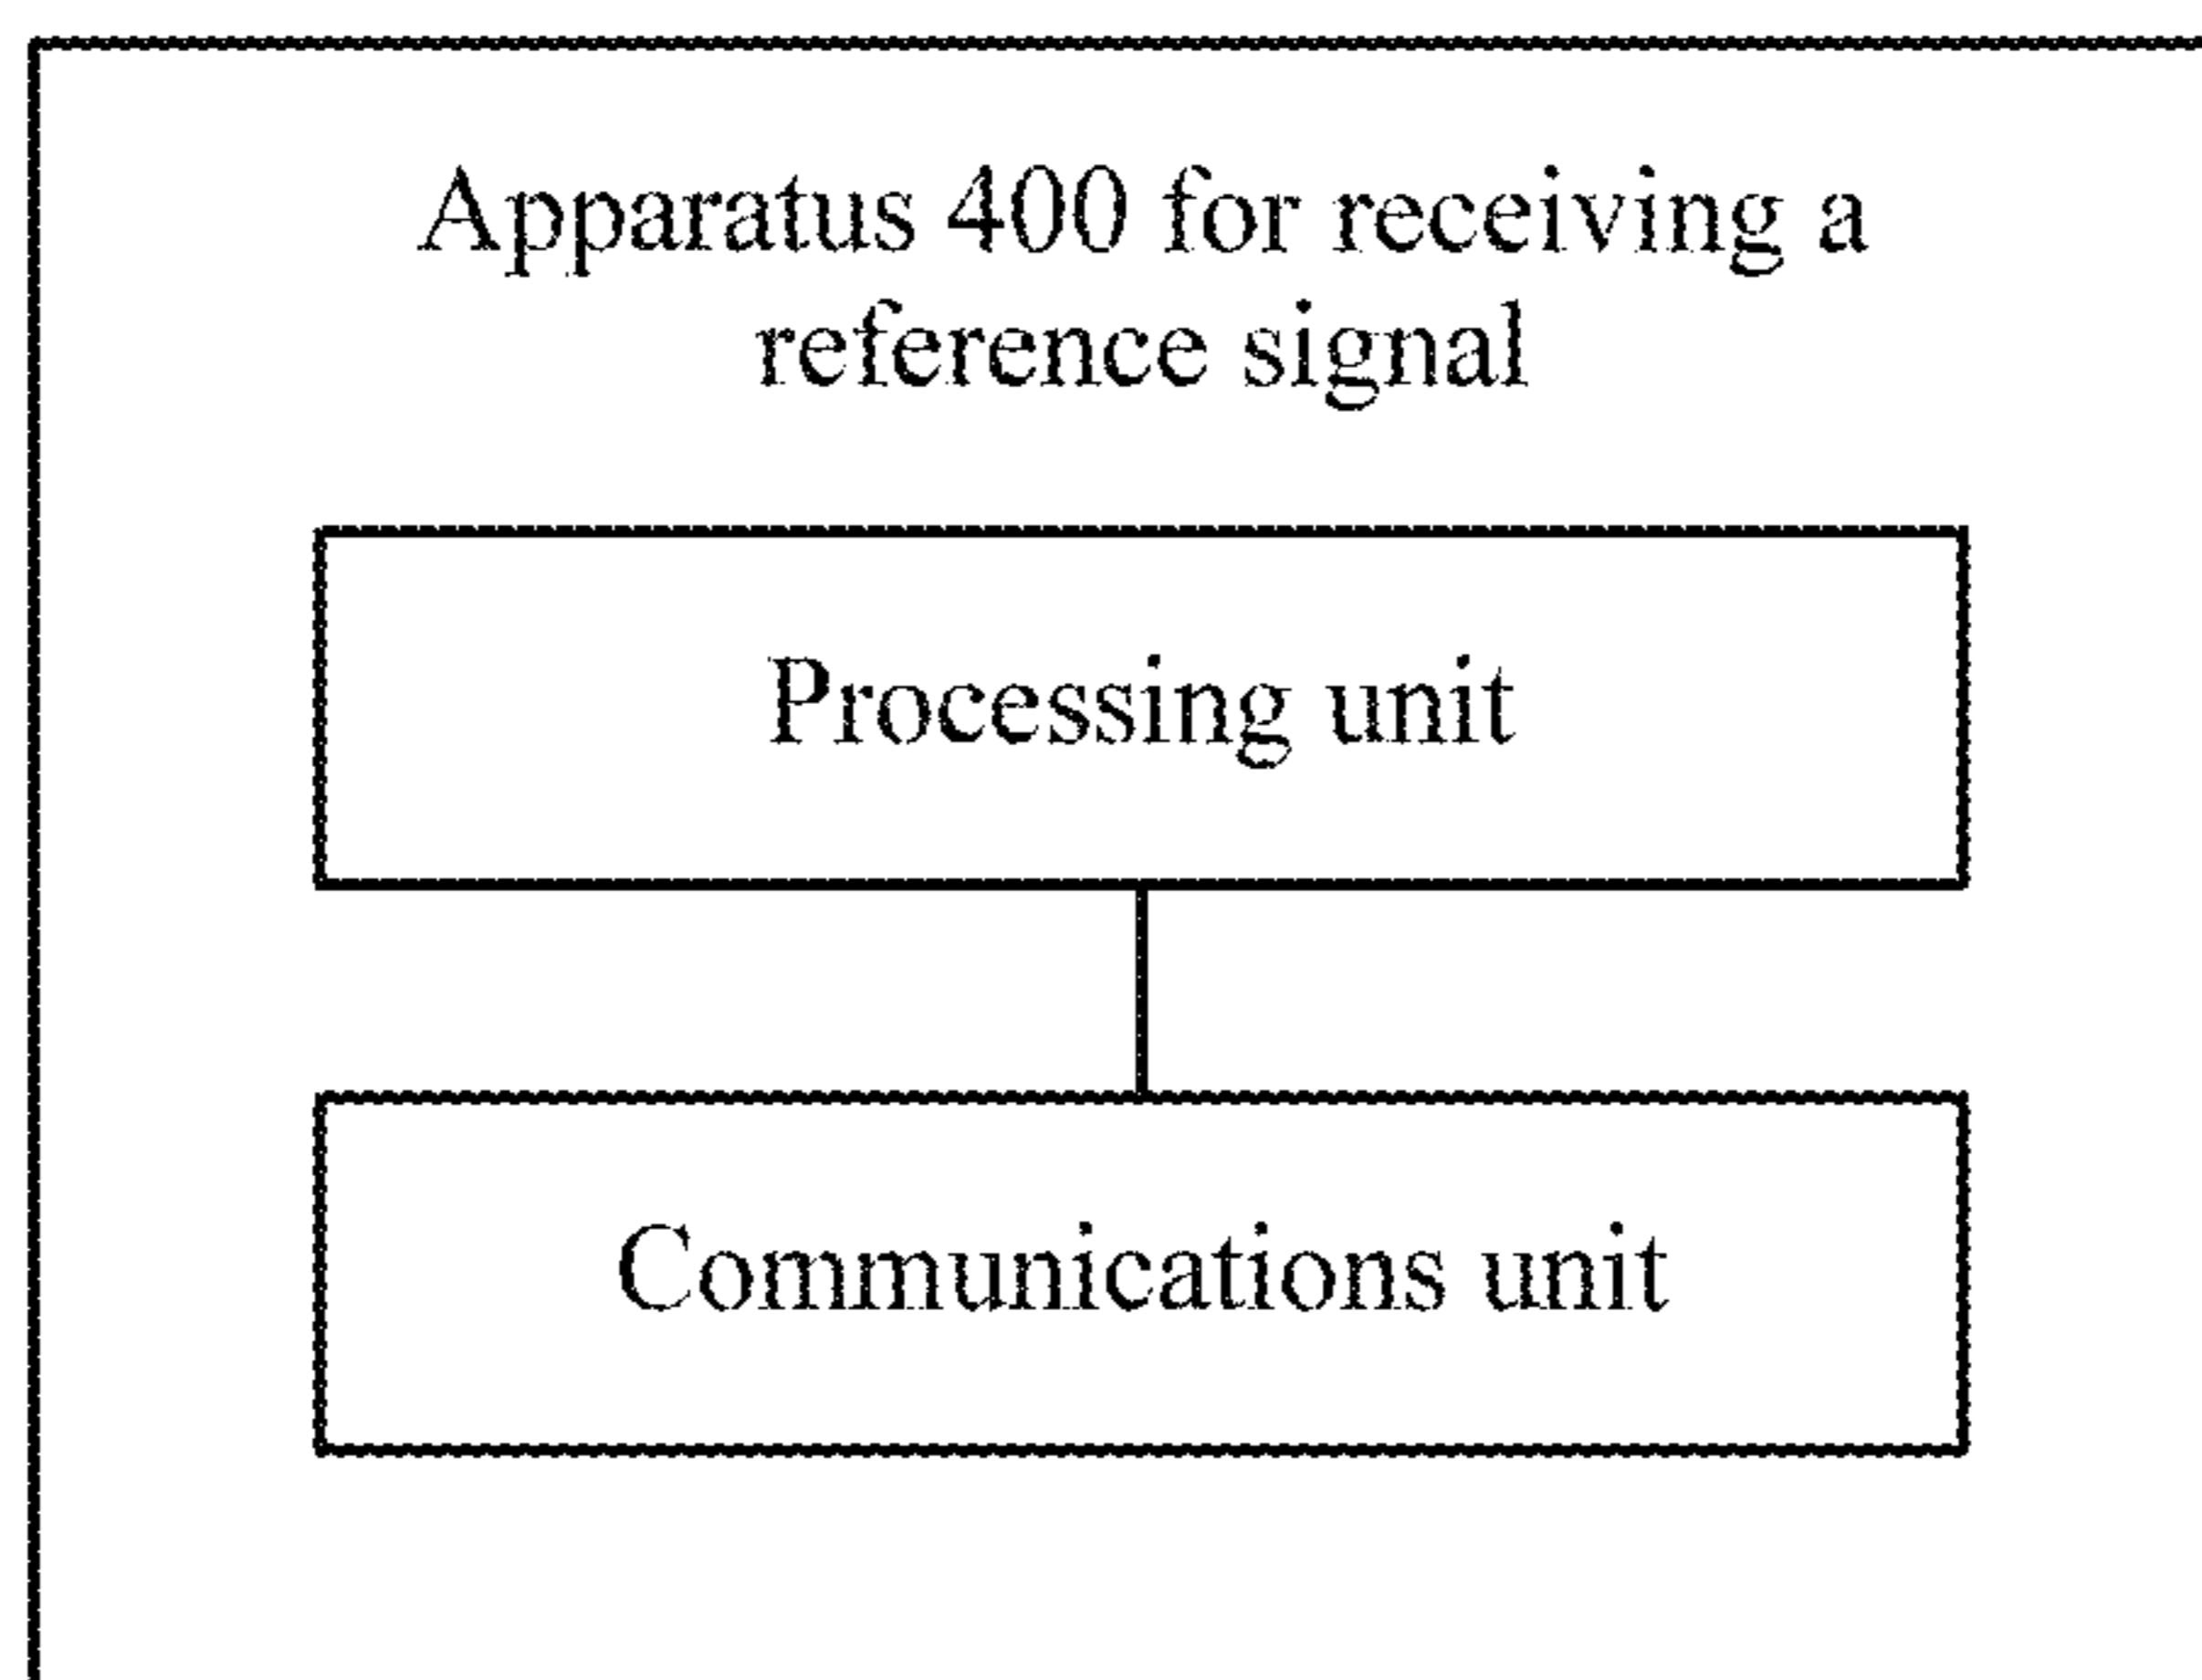 Apparatus 400 for receiving a
reference signal
Processing unit
Communications unit